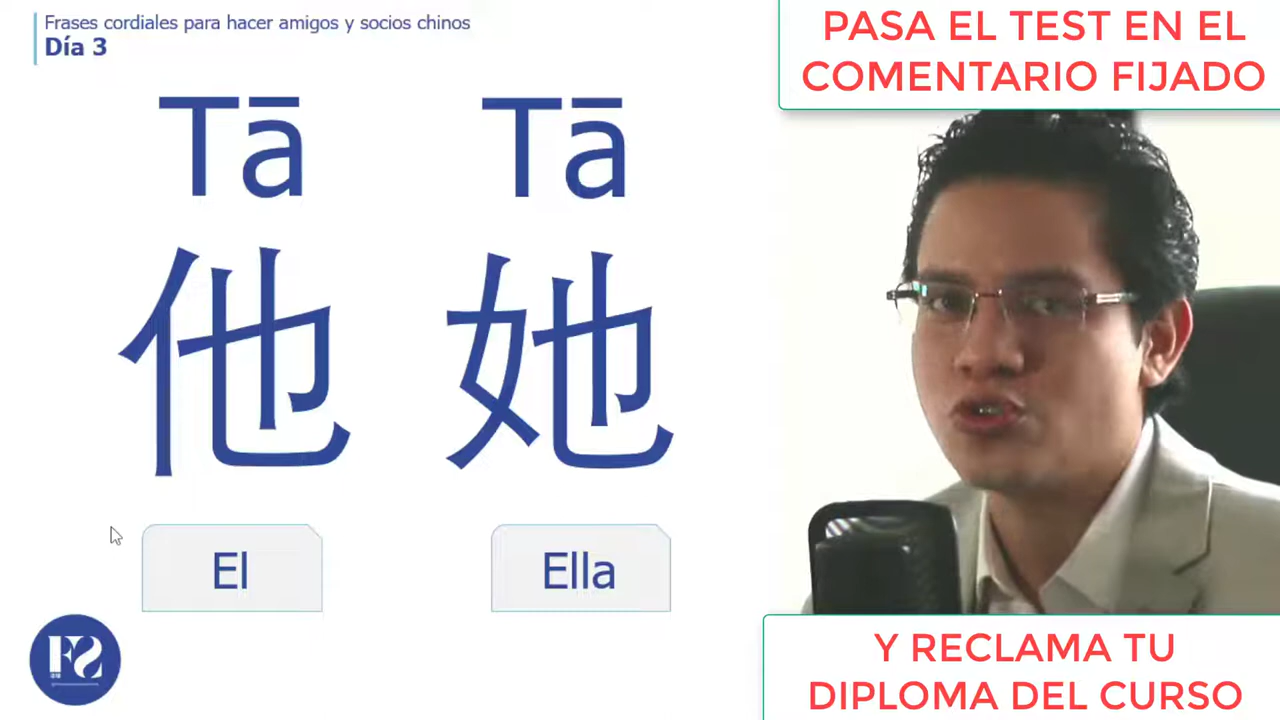 Frases cordiales para hacer amigos y socios chinos
Día 3
Tā Tā
他 她
El Ella
FS
PASA EL TEST EN EL
COMENTARIO FIJADO
Y RECLAMA TU
DIPLOMA DEL CURSO